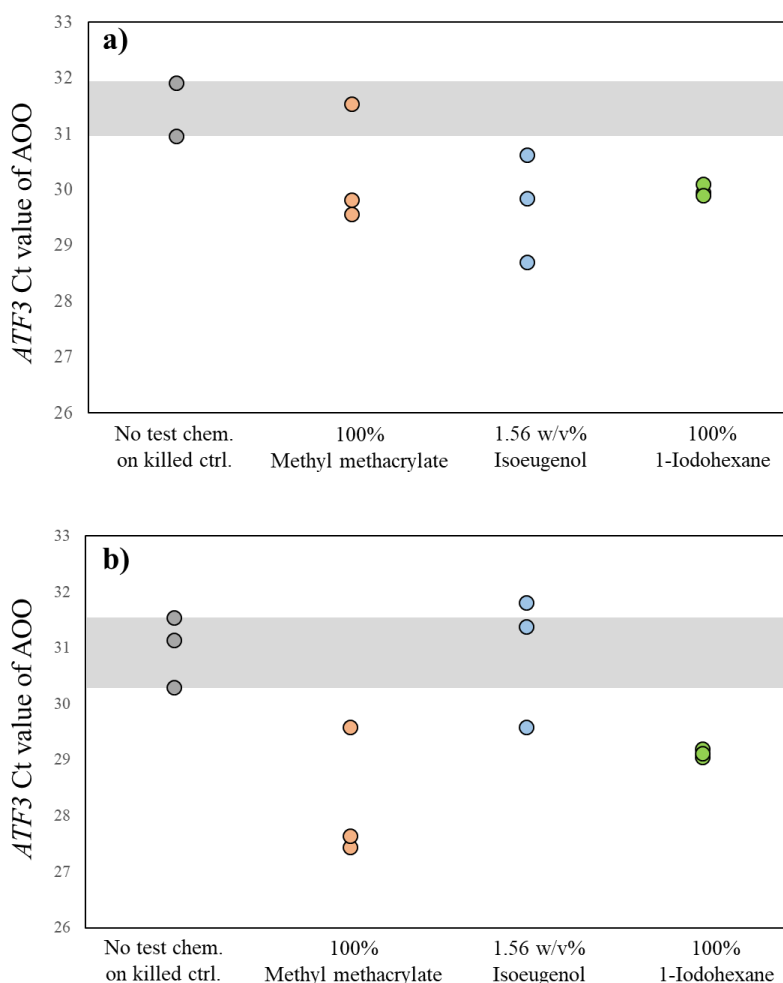 a)
33
32
31
30
29
28
27
26
ATF3 Ct value of AOO
No test chem.
on killed ctrl.
100%
Methyl methacrylate
1.56 w/v%
Isoeugenol
100%
1-Iodohexane
b)
33
32
31
30
29
28
27
26
ATF3 Ct value of AOO
No test chem.
on killed ctrl.
100%
Methyl methacrylate
1.56 w/v%
Isoeugenol
100%
1-Iodohexane